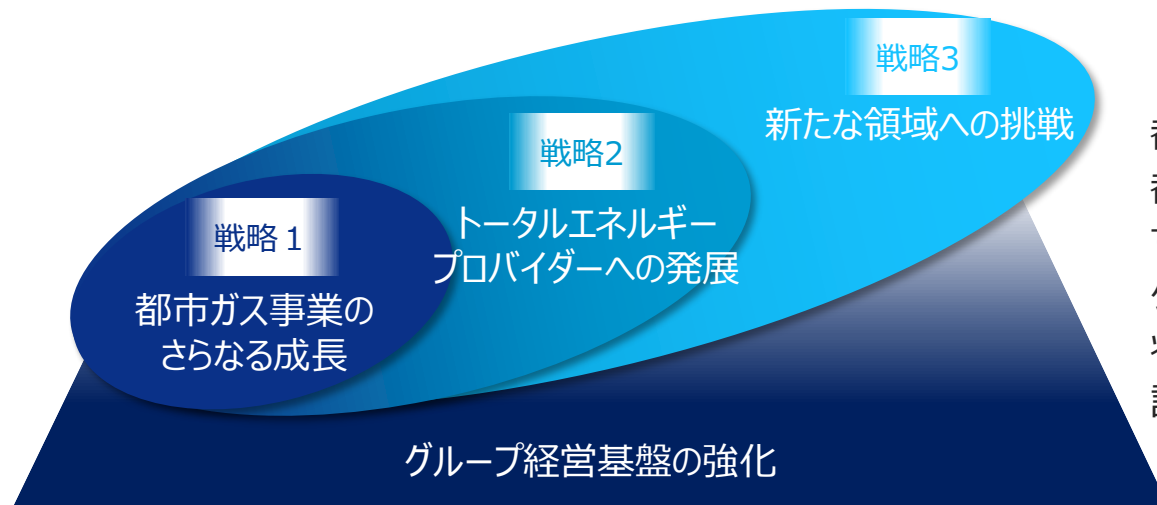 戦略3
新たな領域への挑戦
戦略2
トータルエネルギー
プロバイダーへの発展
戦略１
都市ガス事業の
さらなる成長
グループ経営基盤の強化